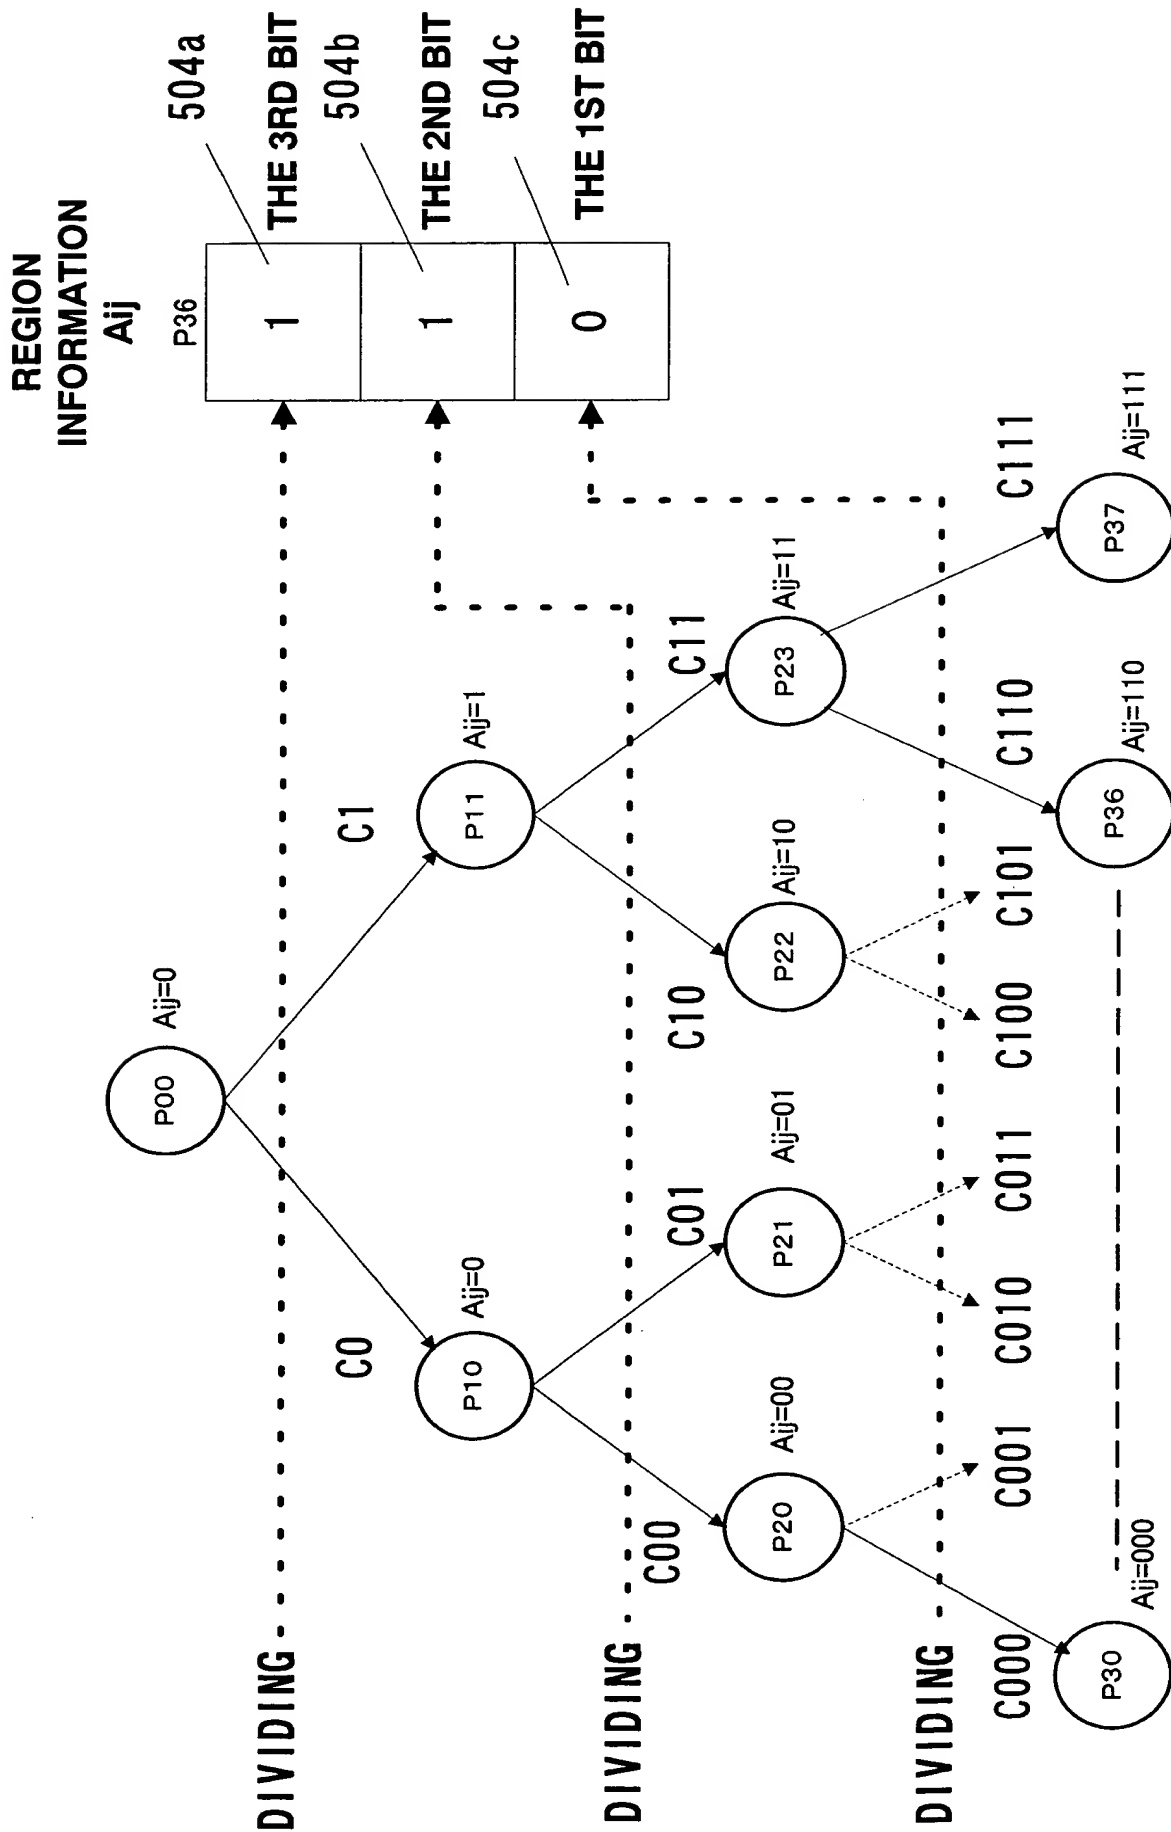 REGION
INFORMATION
Aij
P36
1
504a
THE 3RD BIT
1
504b
THE 2ND BIT
0
504c
THE 1ST BIT
P00
Aij=0
DIVIDING
C0
C1
P10
Aij=0
P11
Aij=1
DIVIDING
C00
C01
C10
C11
P20
Aij=00
P21
Aij=01
P22
Aij=10
P23
Aij=11
DIVIDING
C000
C001
C010
C011
C100
C101
C110
C111
P30
Aij=000
P36
Aij=110
P37
Aij=111